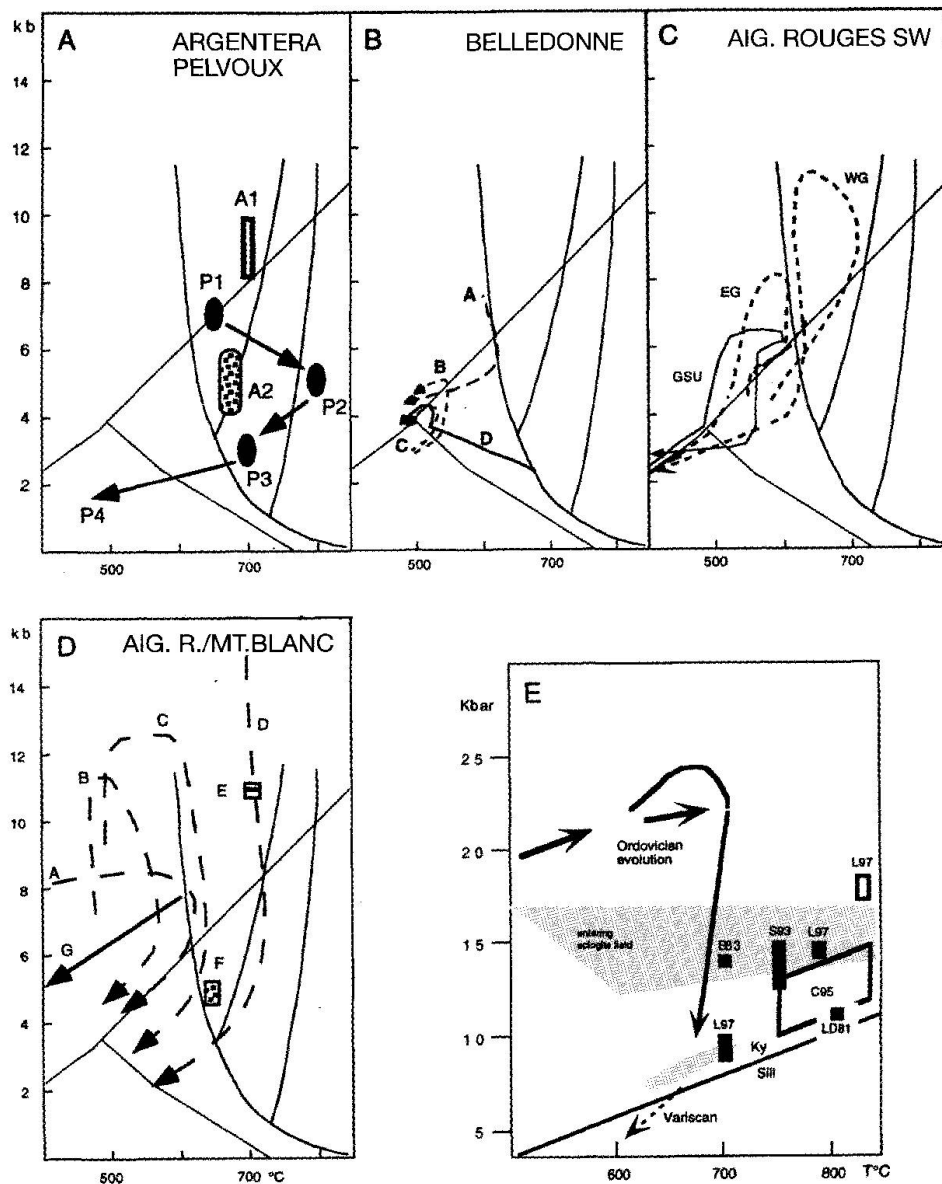 kb
A
ARGENTERA
PELVOUX
14
12
10
8
6
4
2
A1
P1
A2
P2
P3
P4
500
700
B
BELLEDONNE
A
B
C
D
500
700
C
AIG. ROUGES SW
WG
EG
GSU
500
700
kb
D
AIG. R./MT.BLANC
14
12
10
8
6
4
2
C
D
B
E
A
G
F
500
700 °C
E
Kbar
25
20
15
10
5
Ordovician
evolution
L97
entering
eclogite field
B83
S93
L97
C95
LD81
L97
Ky
Sill
Variscan
600
700
800
T°C